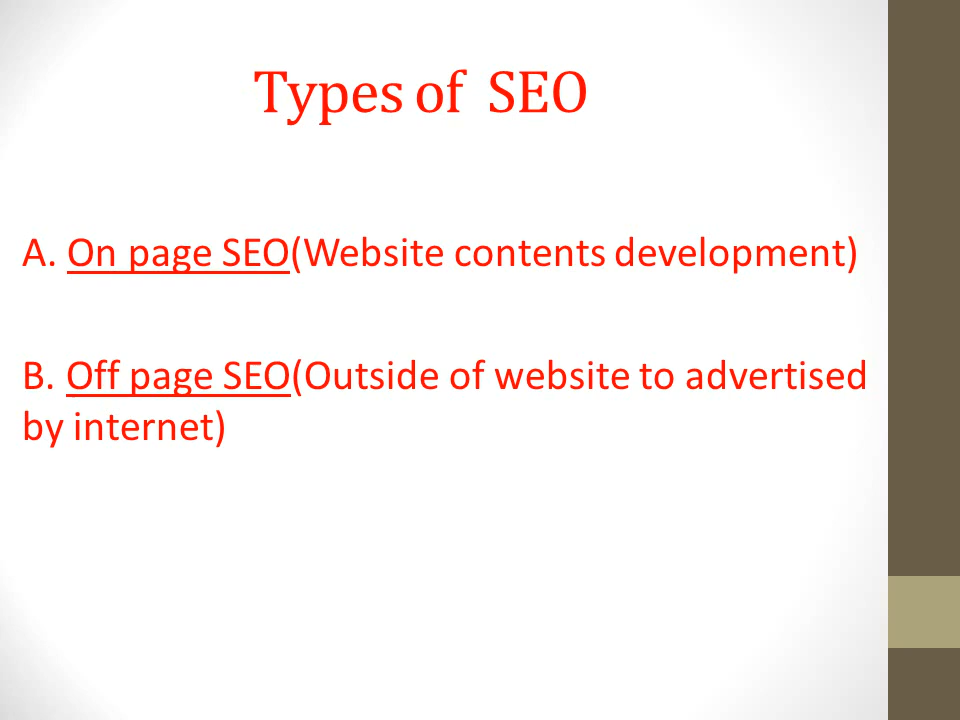 Types of  SEO
A. On page SEO(Website contents development)
B. Off page SEO(Outside of website to advertised
by internet)